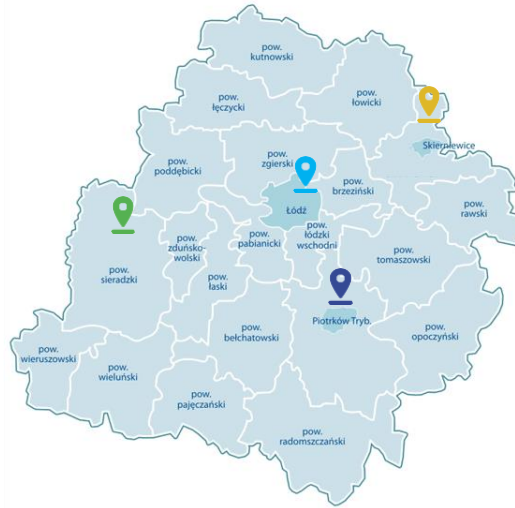 pow.
kutnowski
pow.
łęczycki
pow.
łowicki
Skierniewice
pow.
zgierski
pow.
poddębicki
pow.
brzeziński
pow.
rawski
Łódź
pow.
łódzki
wschodni
pow.
pabianicki
pow.
zduńsko-
wolski
pow.
tomaszowski
pow.
sieradzki
pow.
łaski
Piotrków Tryb.
pow.
bełchatowski
pow.
opoczyński
pow.
wieruszowski
pow.
wieluński
pow.
pajęczański
pow.
radomszczański